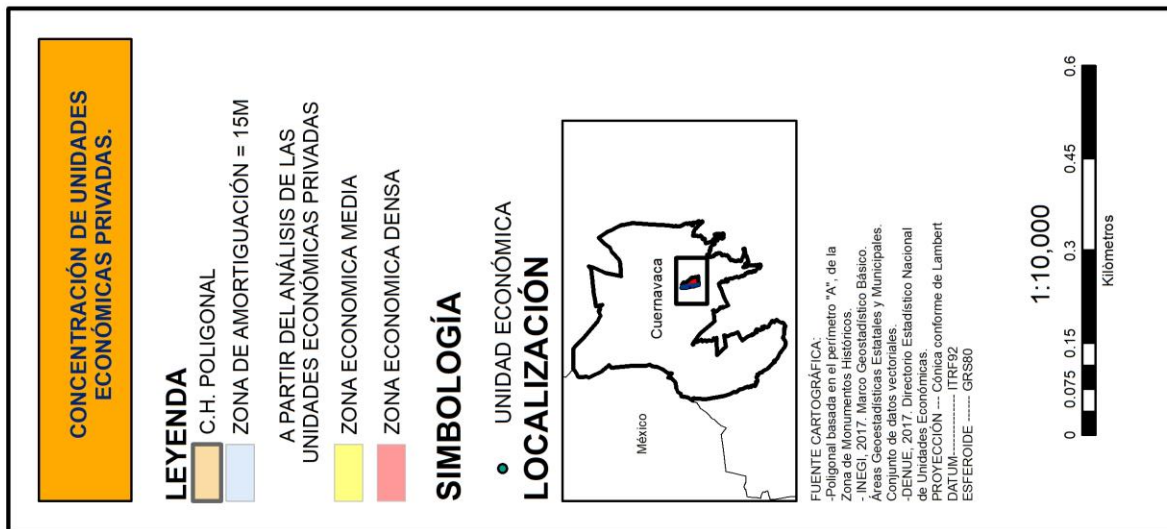 CONCENTRACIÓN DE UNIDADES
ECONÓMICAS PRIVADAS.
LEYENDA
C.H. POLIGONAL
ZONA DE AMORTIGUACIÓN = 15M
A PARTIR DEL ANÁLISIS DE LAS
UNIDADES ECONÓMICAS PRIVADAS
ZONA ECONOMICA MEDIA
ZONA ECONOMICA DENSA
SIMBOLOGÍA
UNIDAD ECONÓMICA
LOCALIZACIÓN
México
Cuernavaca
FUENTE CARTOGRÁFICA:
-Poligonal basada en el perímetro "A", de la
Zona de Monumentos Históricos.
- INEGI, 2017. Marco Geostadístico Básico.
Áreas Geoestadísticas Estatales y Municipales.
Conjunto de datos vectoriales.
-DENUE, 2017. Directorio Estadístico Nacional
de Unidades Económicas.
PROYECCIÓN --- Cónica conforme de Lambert
DATUM-------------- ITRF92
ESFEROIDE ------ GRS80
1:10,000
0 0.075 0.15 0.3 0.45 0.6
Kilòmetros